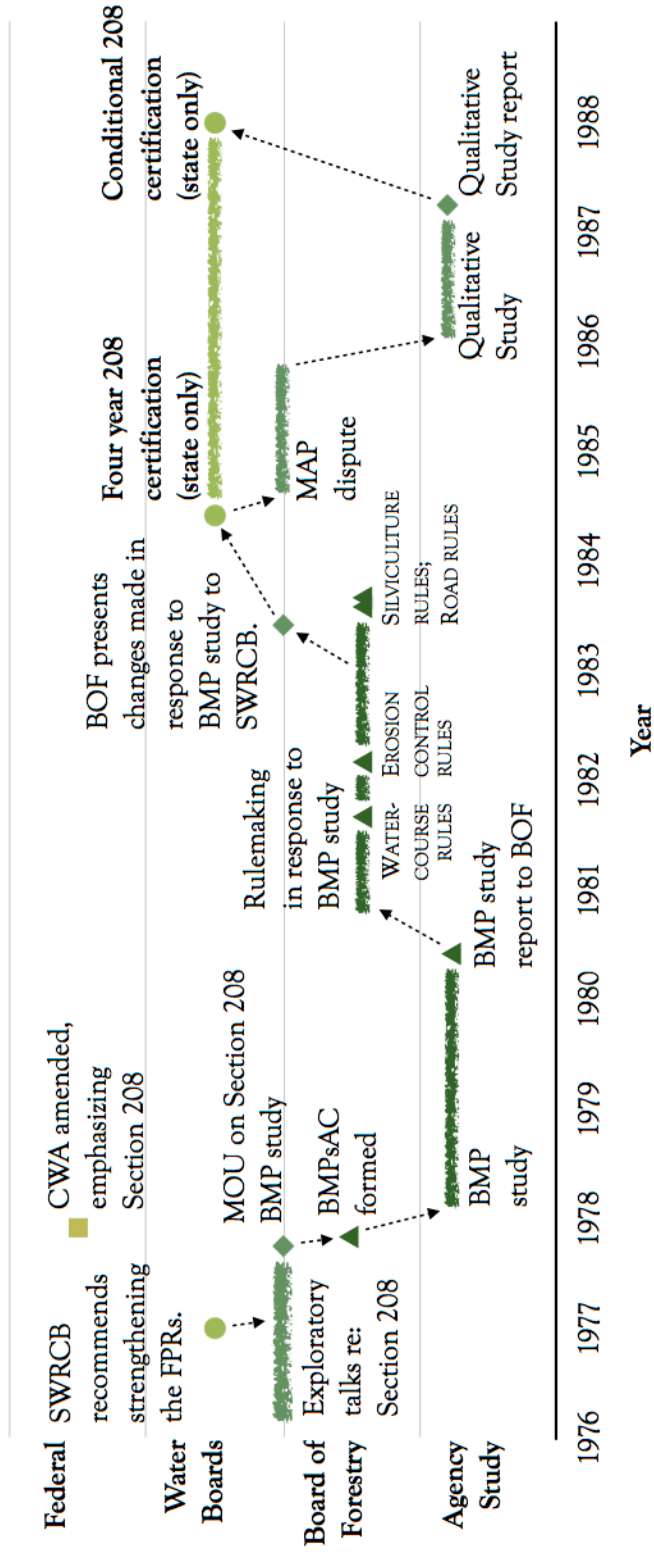 Federal
Water
Boards
Board of
Forestry
Agency
Study
SWRCB
recommends
strengthening
the FPRs.
CWA amended,
emphasizing
Section 208
Exploratory
talks re:
Section 208
MOU on Section 208
BMP study
BMPsAC
formed
BMP
study
BMP study
report to BOF
Rulemaking
in response to
BMP study
WATER-
COURSE
RULES
EROSION
CONTROL
RULES
SILVICULTURE
RULES;
ROAD RULES
BOF presents
changes made in
response to
BMP study to
SWRCB.
Four year 208
certification
(state only)
MAP
dispute
Qualitative
Study
Qualitative
Study report
Conditional 208
certification
(state only)
1976 1977 1978 1979 1980 1981 1982 1983 1984 1985 1986 1987 1988
Year